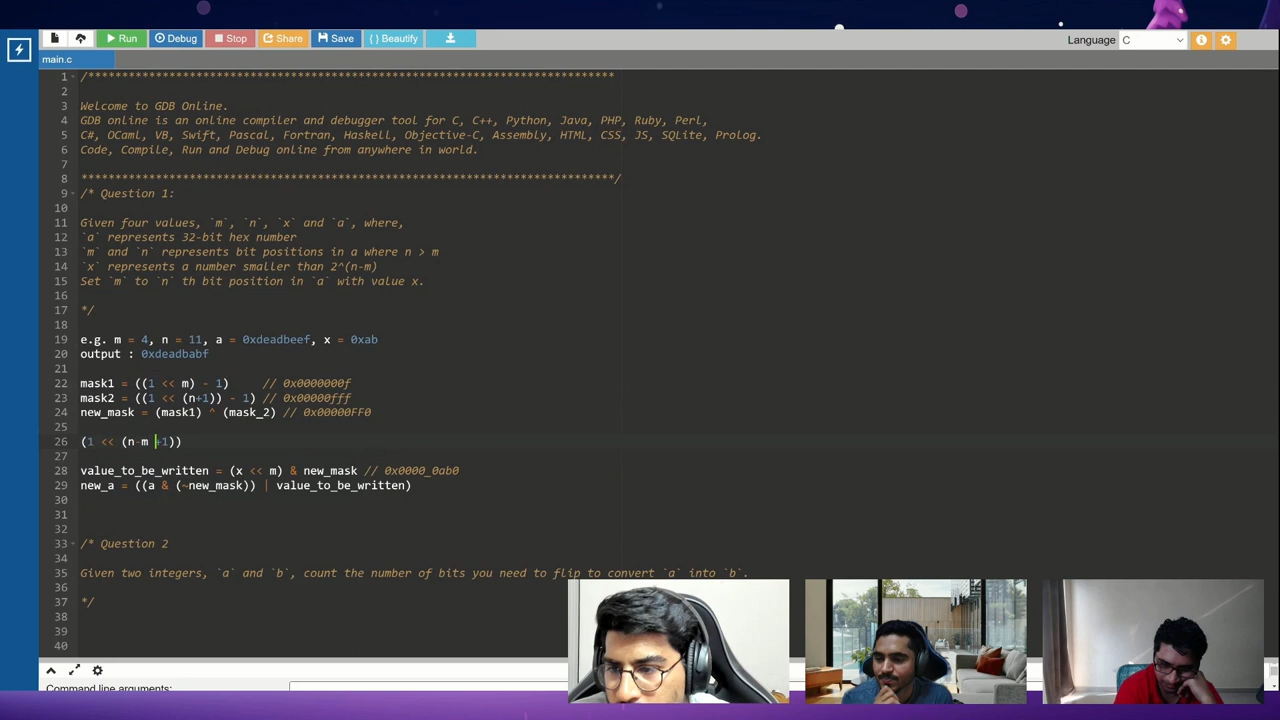 Run Debug Stop Share Save { } Beautify Language C
main.c
1 /******************************************************************************
2
3 Welcome to GDB Online.
4 GDB online is an online compiler and debugger tool for C, C++, Python, Java, PHP, Ruby, Perl,
5 C#, OCaml, VB, Swift, Pascal, Fortran, Haskell, Objective-C, Assembly, HTML, CSS, JS, SQLite, Prolog.
6 Code, Compile, Run and Debug online from anywhere in world.
7
8 *******************************************************************************/
9 /* Question 1:
10
11 Given four values, `m`, `n`, `x` and `a`, where,
12 `a` represents 32-bit hex number
13 `m` and `n` represents bit positions in a where n > m
14 `x` represents a number smaller than 2^(n-m)
15 Set `m` to `n` th bit position in `a` with value x.
16
17 */
18
19 e.g. m = 4, n = 11, a = 0xdeadbeef, x = 0xab
20 output : 0xdeadbabf
21
22 mask1 = ((1 << m) - 1) // 0x0000000f
23 mask2 = ((1 << (n+1)) - 1) // 0x00000fff
24 new_mask = (mask1) ^ (mask_2) // 0x00000FF0
25
26 (1 << (n-m +1))
27
28 value_to_be_written = (x << m) & new_mask // 0x0000_0ab0
29 new_a = ((a & (~new_mask)) | value_to_be_written)
30
31
32
33 /* Question 2
34
35 Given two integers, `a` and `b`, count the number of bits you need to flip to convert `a` into `b`.
36
37 */
38
39
40
Command line arguments: